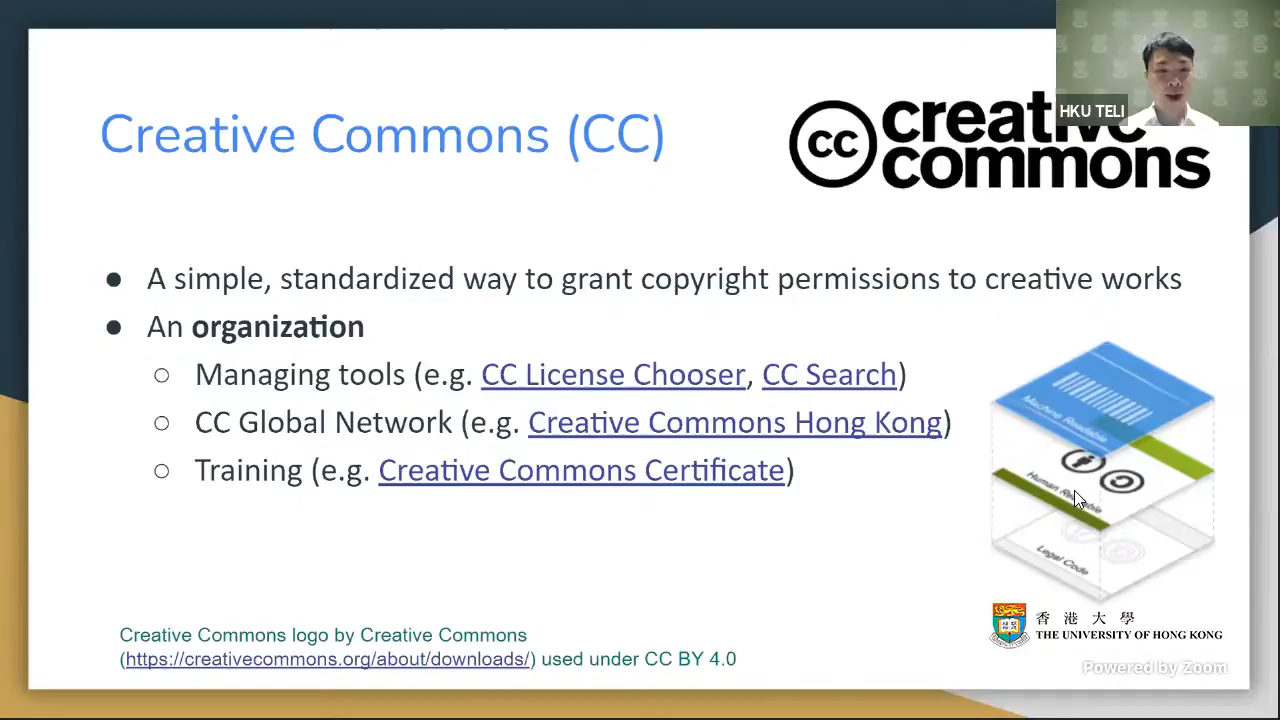 HKU TELI
Creative Commons (CC)
cc creative
commons
● A simple, standardized way to grant copyright permissions to creative works
● An organization
○ Managing tools (e.g. CC License Chooser, CC Search)
○ CC Global Network (e.g. Creative Commons Hong Kong)
○ Training (e.g. Creative Commons Certificate)
Machine Readable
Human Readable
Legal Code
香港大學
THE UNIVERSITY OF HONG KONG
Creative Commons logo by Creative Commons
(https://creativecommons.org/about/downloads/) used under CC BY 4.0
Powered by Zoom